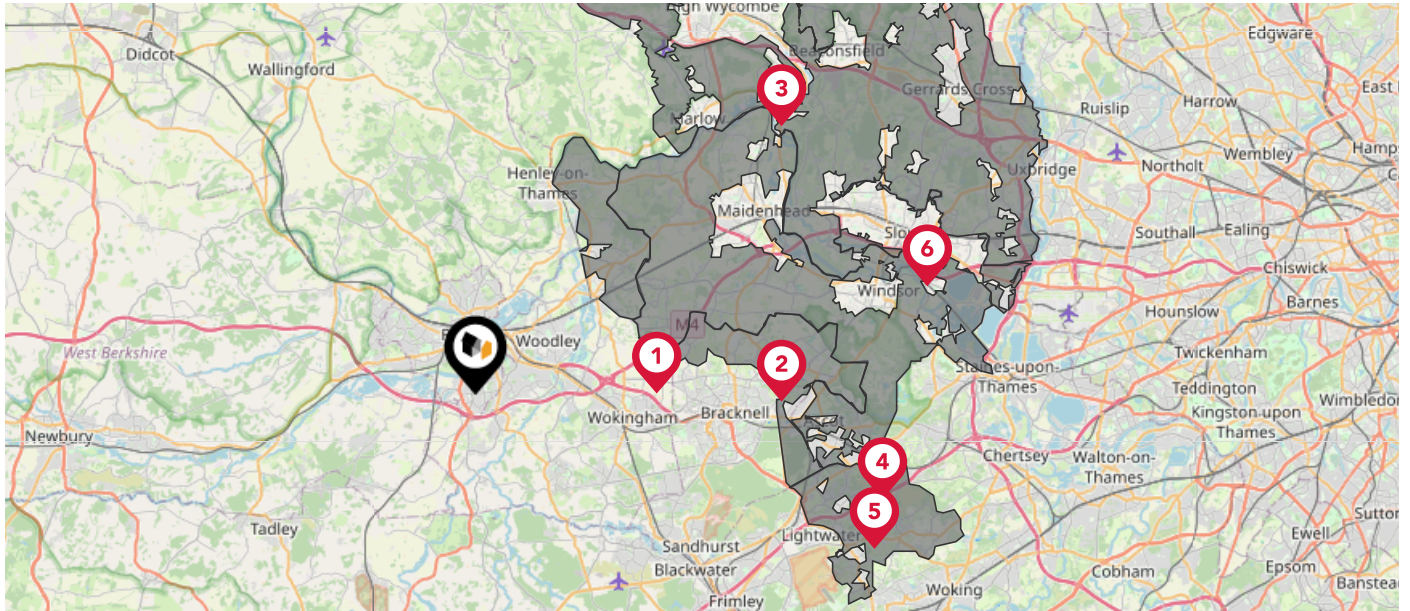 High Wycombe
Edgware
Beaconsfield
Didcot
Wallingford
3
Gerrards Cross
East
Ruislip
Harrow
Marlow
Wembley
Northolt
Uxbridge
Henley-on-
Thames
Maidenhead
Slou
Southall
Ealing
6
Chiswick
Windsor
Barnes
Hounslow
M4
West Berkshire
Woodley
1
2
Twickenham
Staines-upon-
Thames
Teddington
Wimbledon
Wokingham
Bracknell
Kingston upon
Thames
Newbury
4
Chertsey
Walton-on-
Thames
5
Tadley
Lightwater
Ewell
Sandhurst
Blackwater
Epsom
Cobham
Woking
Frimley